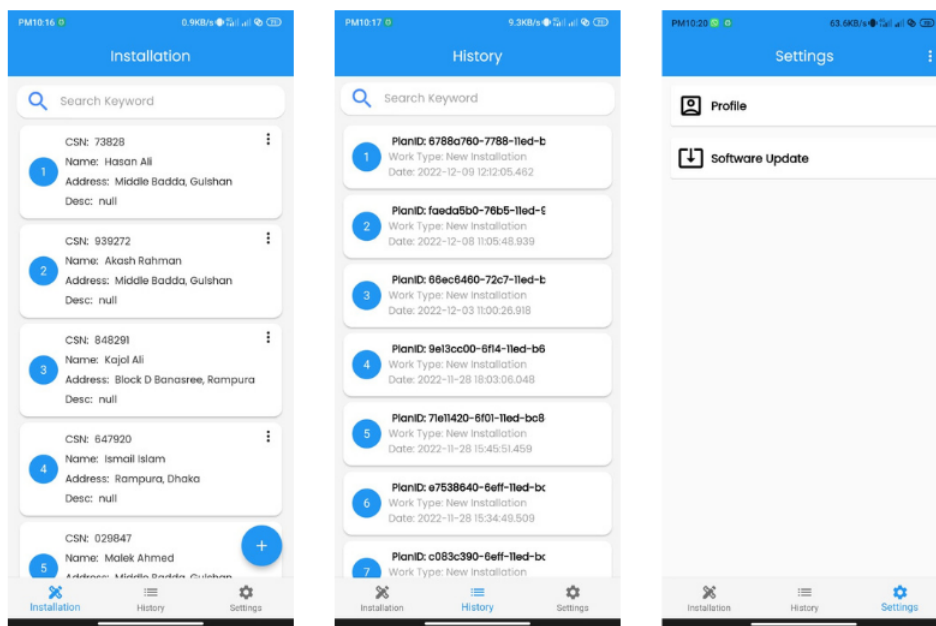 PM10:16 0.9KB/s
Installation
Search Keyword
CSN: 73828
1
Name: Hasan Ali
Address: Middle Badda, Gulshan
Desc: null
CSN: 939272
2
Name: Akash Rahman
Address: Middle Badda, Gulshan
Desc: null
CSN: 848291
3
Name: Kajol Ali
Address: Block D Banasree, Rampura
Desc: null
CSN: 647920
4
Name: Ismail Islam
Address: Rampura, Dhaka
Desc: null
CSN: 029847
5
Name: Malek Ahmed
Address: Middle Badda, Gulshan
Installation History Settings
PM10:17 9.3KB/s
History
Search Keyword
PlanID: 6788a760-7788-11ed-b
1
Work Type: New Installation
Date: 2022-12-09 12:12:05.462
PlanID: faeda5b0-76b5-11ed-9
2
Work Type: New Installation
Date: 2022-12-08 11:05:48.939
PlanID: 66ec6460-72c7-11ed-b
3
Work Type: New Installation
Date: 2022-12-03 11:00:26.918
PlanID: 9e13cc00-6f14-11ed-b6
4
Work Type: New Installation
Date: 2022-11-28 18:03:06.048
PlanID: 71e11420-6f01-11ed-bc8
5
Work Type: New Installation
Date: 2022-11-28 15:45:51.459
PlanID: e7538640-6eff-11ed-bc
6
Work Type: New Installation
Date: 2022-11-28 15:34:49.509
PlanID: c083c390-6eff-11ed-bc
7
Work Type: New Installation
Installation History Settings
PM10:20 63.6KB/s
Settings
Profile
Software Update
Installation History Settings